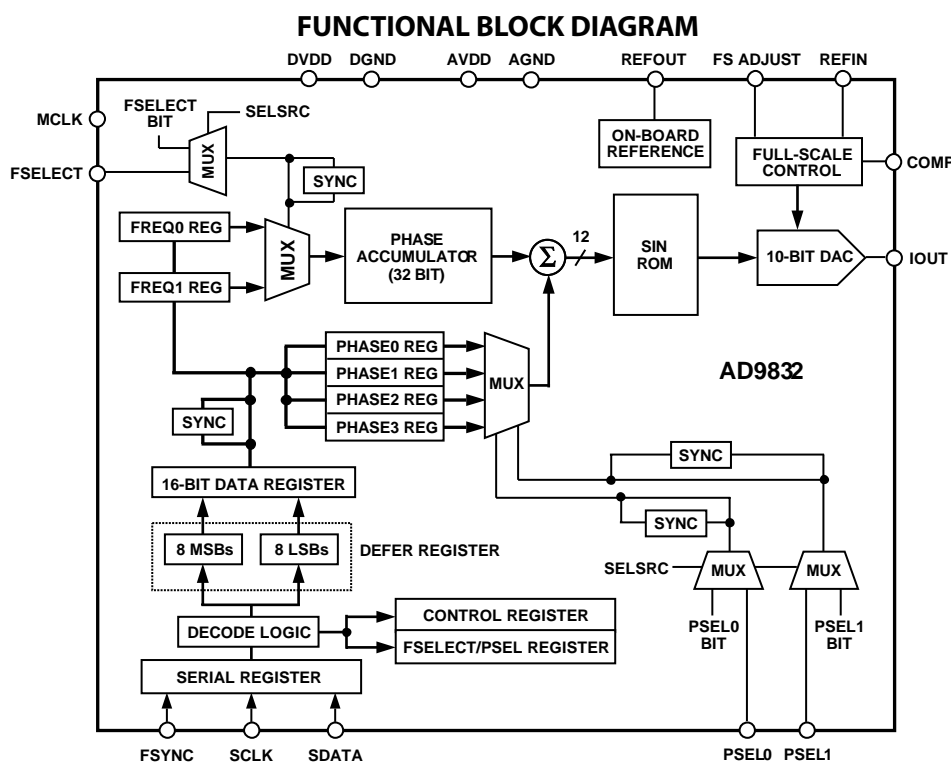 FUNCTIONAL BLOCK DIAGRAM
DVDD
DGND
AVDD
AGND
REFOUT
FS ADJUST
REFIN
MCLK
FSELECT
BIT
SELSRC
MUX
FSELECT
SYNC
ON-BOARD
REFERENCE
FULL-SCALE
CONTROL
COMP
FREQ0 REG
FREQ1 REG
MUX
PHASE
ACCUMULATOR
(32 BIT)
Σ
12
SIN
ROM
10-BIT DAC
IOUT
PHASE0 REG
PHASE1 REG
PHASE2 REG
PHASE3 REG
MUX
AD9832
SYNC
SYNC
16-BIT DATA REGISTER
SYNC
8 MSBs
8 LSBs
DEFER REGISTER
SELSRC
MUX
MUX
DECODE LOGIC
CONTROL REGISTER
FSELECT/PSEL REGISTER
PSEL0
BIT
PSEL1
BIT
SERIAL REGISTER
FSYNC
SCLK
SDATA
PSEL0
PSEL1